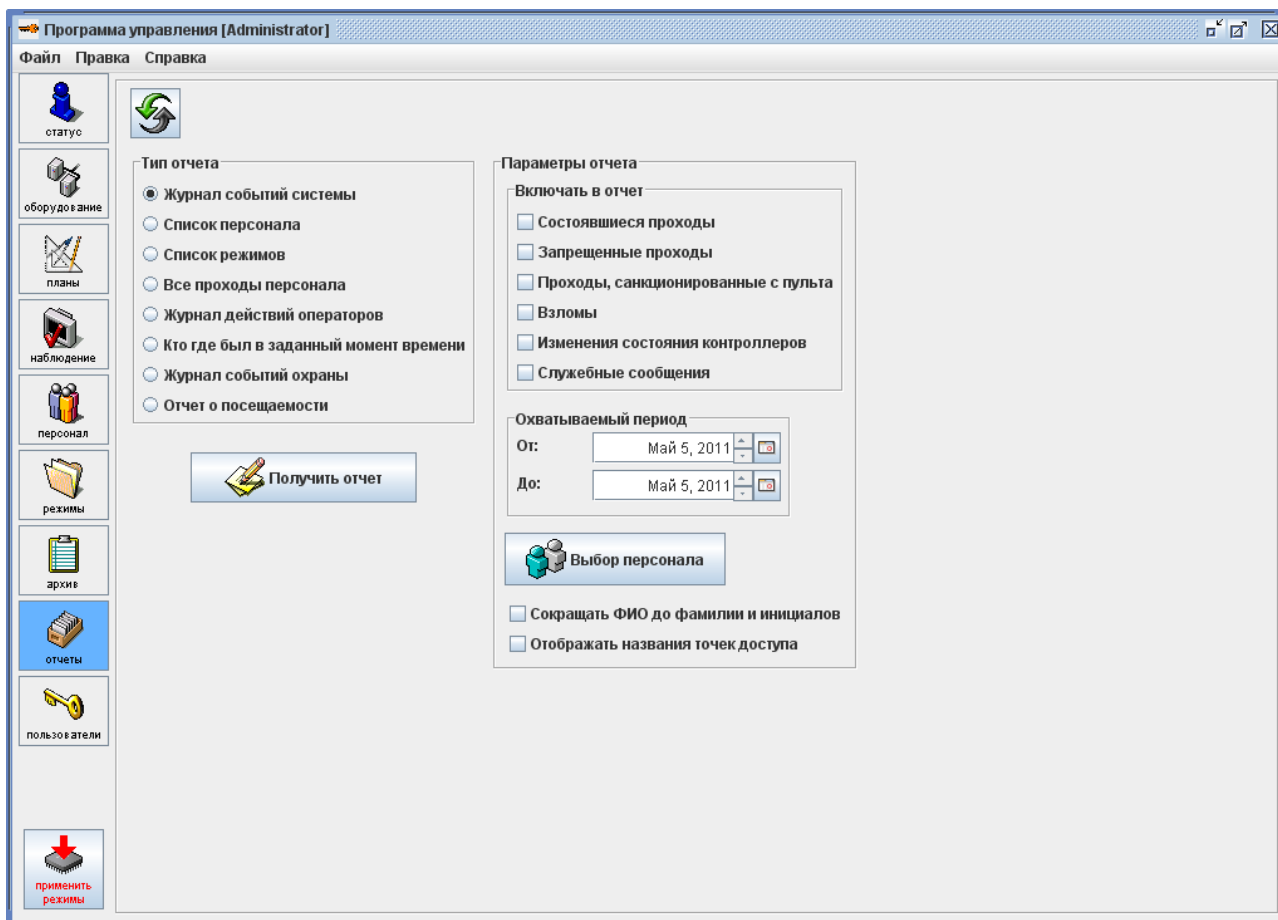 Программа управления [Administrator]
Файл Правка Справка
статус
оборудование
планы
наблюдение
персонал
режимы
архив
отчеты
пользователи
применить
режимы
Тип отчета
Журнал событий системы
Список персонала
Список режимов
Все проходы персонала
Журнал действий операторов
Кто где был в заданный момент времени
Журнал событий охраны
Отчет о посещаемости
Получить отчет
Параметры отчета
Включать в отчет
Состоявшиеся проходы
Запрещенные проходы
Проходы, санкционированные с пульта
Взломы
Изменения состояния контроллеров
Служебные сообщения
Охватываемый период
От: Май 5, 2011
До: Май 5, 2011
Выбор персонала
Сокращать ФИО до фамилии и инициалов
Отображать названия точек доступа